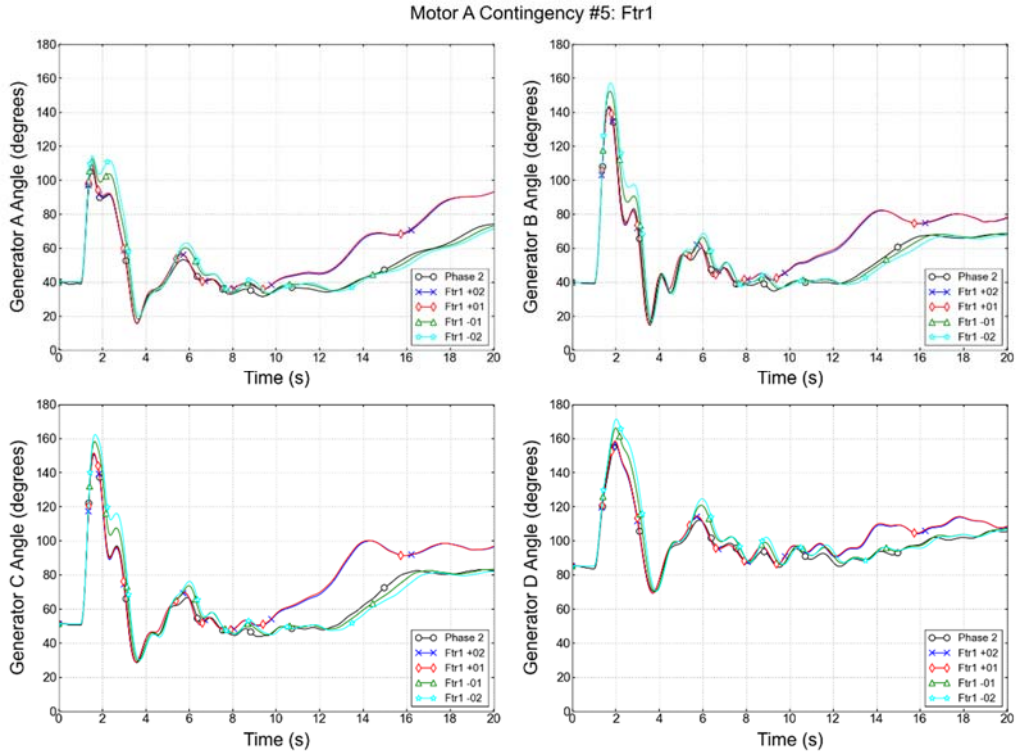 Motor A Contingency #5: Ftr1
Generator A Angle (degrees)
180
160
140
120
100
80
60
40
20
0
0 2 4 6 8 10 12 14 16 18 20
Time (s)
Phase 2
Ftr1 +02
Ftr1 +01
Ftr1 -01
Ftr1 -02
Generator B Angle (degrees)
180
160
140
120
100
80
60
40
20
0
0 2 4 6 8 10 12 14 16 18 20
Time (s)
Phase 2
Ftr1 +02
Ftr1 +01
Ftr1 -01
Ftr1 -02
Generator C Angle (degrees)
180
160
140
120
100
80
60
40
20
0
0 2 4 6 8 10 12 14 16 18 20
Time (s)
Phase 2
Ftr1 +02
Ftr1 +01
Ftr1 -01
Ftr1 -02
Generator D Angle (degrees)
180
160
140
120
100
80
60
40
20
0
0 2 4 6 8 10 12 14 16 18 20
Time (s)
Phase 2
Ftr1 +02
Ftr1 +01
Ftr1 -01
Ftr1 -02